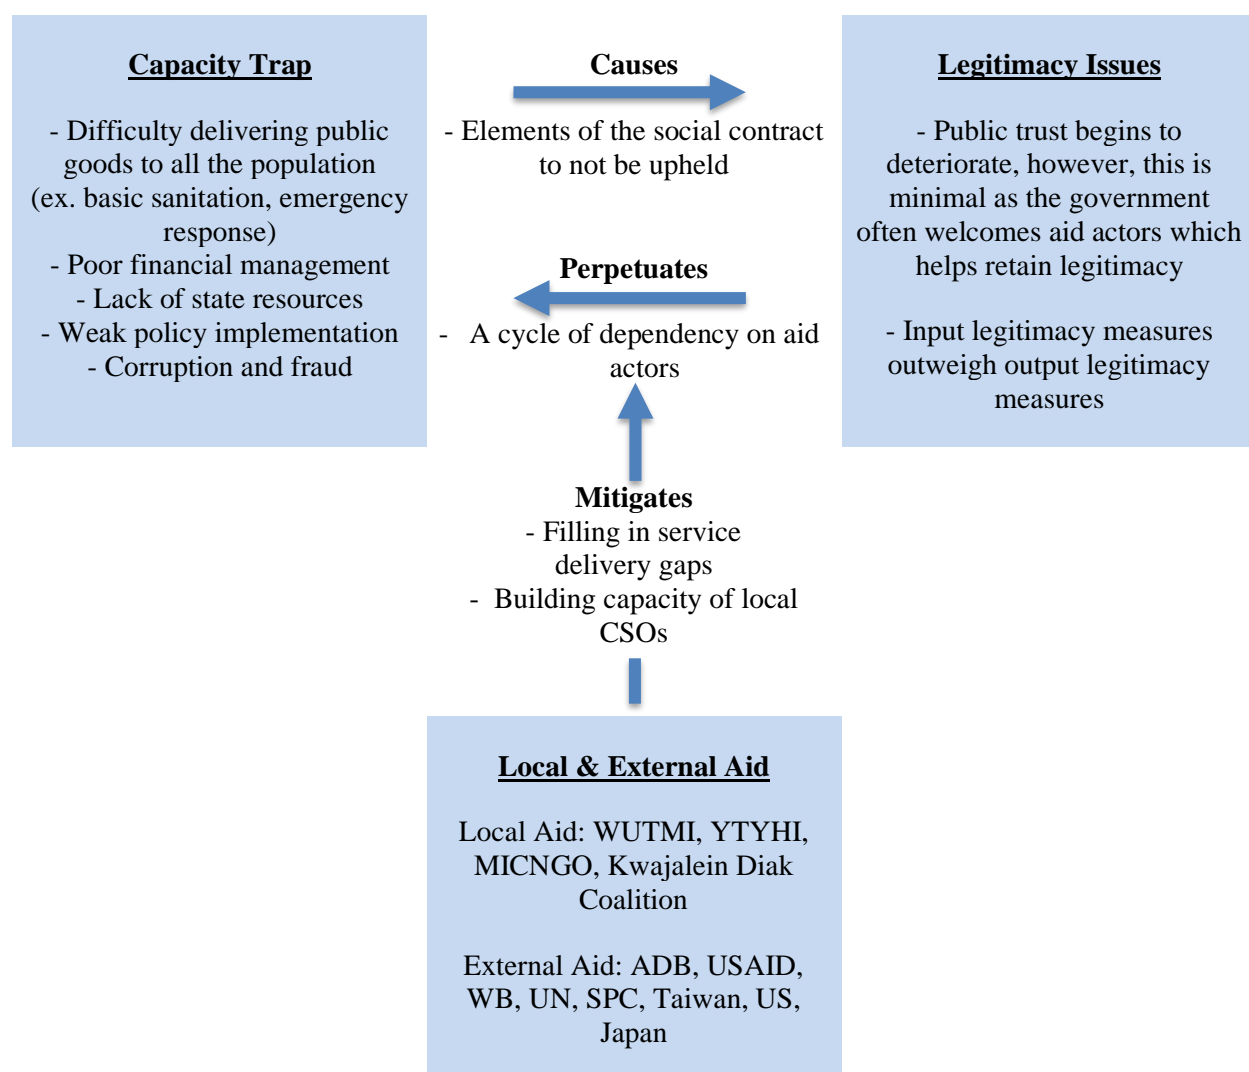 Capacity Trap
- Difficulty delivering public
goods to all the population
(ex. basic sanitation, emergency
response)
- Poor financial management
- Lack of state resources
- Weak policy implementation
- Corruption and fraud
Causes
- Elements of the social contract
to not be upheld
Perpetuates
- A cycle of dependency on aid
actors
Legitimacy Issues
- Public trust begins to
deteriorate, however, this is
minimal as the government
often welcomes aid actors which
helps retain legitimacy
- Input legitimacy measures
outweigh output legitimacy
measures
Mitigates
- Filling in service
delivery gaps
- Building capacity of local
CSOs
Local & External Aid
Local Aid: WUTMI, YTYHI,
MICNGO, Kwajalein Diak
Coalition
External Aid: ADB, USAID,
WB, UN, SPC, Taiwan, US,
Japan